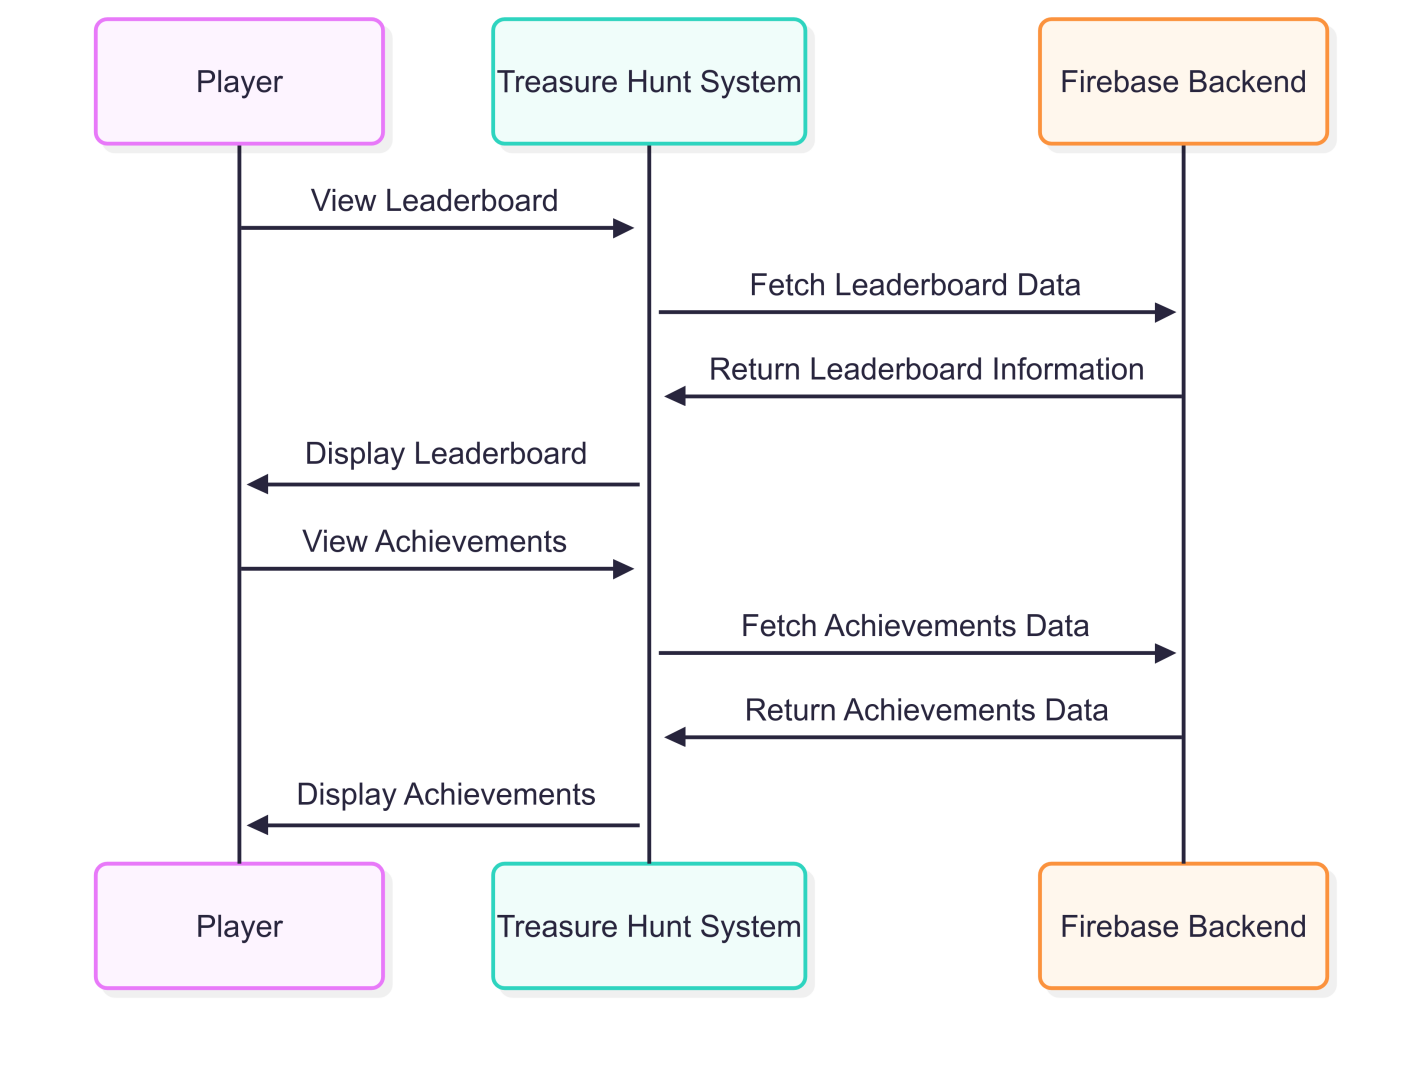 Player
Treasure Hunt System
Firebase Backend
View Leaderboard
Fetch Leaderboard Data
Return Leaderboard Information
Display Leaderboard
View Achievements
Fetch Achievements Data
Return Achievements Data
Display Achievements
Player
Treasure Hunt System
Firebase Backend